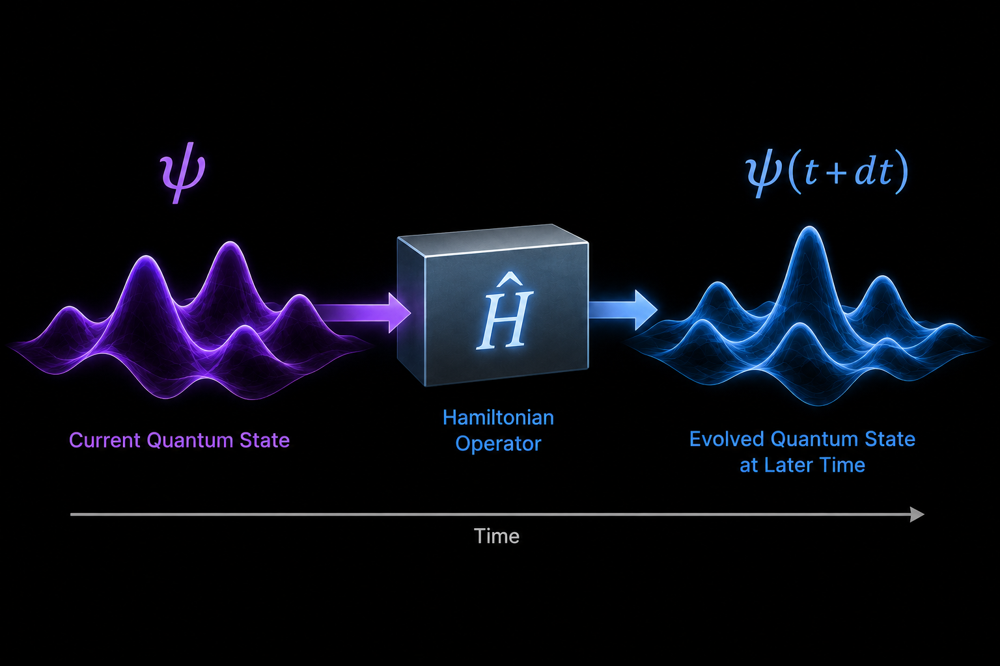 ψ
ψ(t + dt)
Ĥ
Hamiltonian
Operator
Current Quantum State
Evolved Quantum State
at Later Time
Time